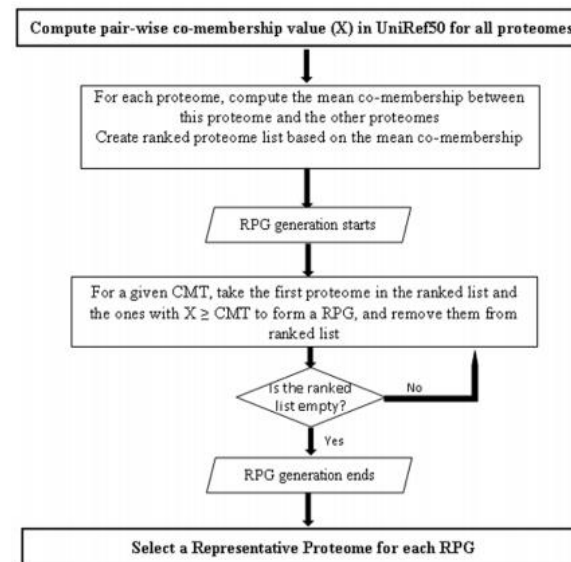 Compute pair-wise co-membership value (X) in UniRef50 for all proteomes
For each proteome, compute the mean co-membership between
this proteome and the other proteomes
Create ranked proteome list based on the mean co-membership
RPG generation starts
For a given CMT, take the first proteome in the ranked list and
the ones with X ≥ CMT to form a RPG, and remove them from
ranked list
Is the ranked
list empty?
No
Yes
RPG generation ends
Select a Representative Proteome for each RPG